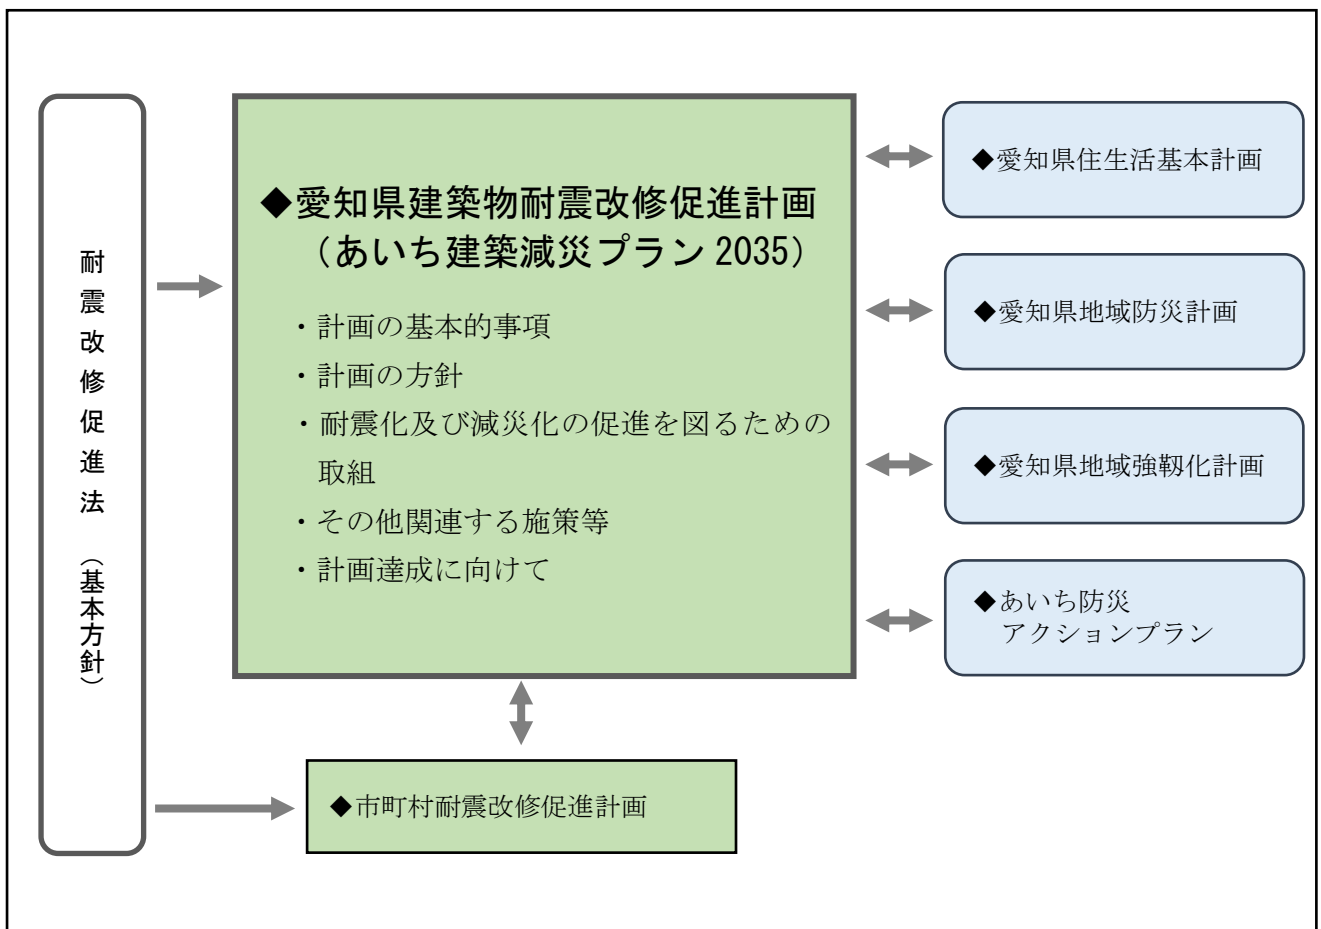 耐震改修促進法（基本方針）
◆愛知県建築物耐震改修促進計画
（あいち建築減災プラン 2035）
・計画の基本的事項
・計画の方針
・耐震化及び減災化の促進を図るための
取組
・その他関連する施策等
・計画達成に向けて
◆市町村耐震改修促進計画
◆愛知県住生活基本計画
◆愛知県地域防災計画
◆愛知県地域強靱化計画
◆あいち防災
アクションプラン